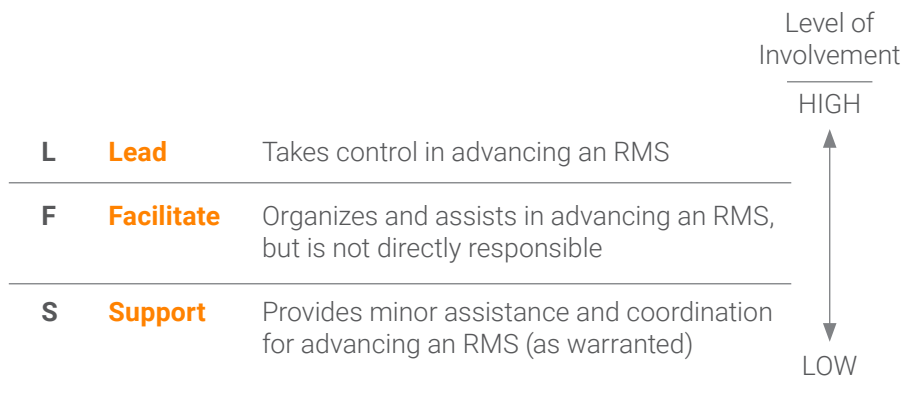 Level of
Involvement
HIGH
L Lead Takes control in advancing an RMS
F Facilitate Organizes and assists in advancing an RMS,
but is not directly responsible
S Support Provides minor assistance and coordination
for advancing an RMS (as warranted)
LOW